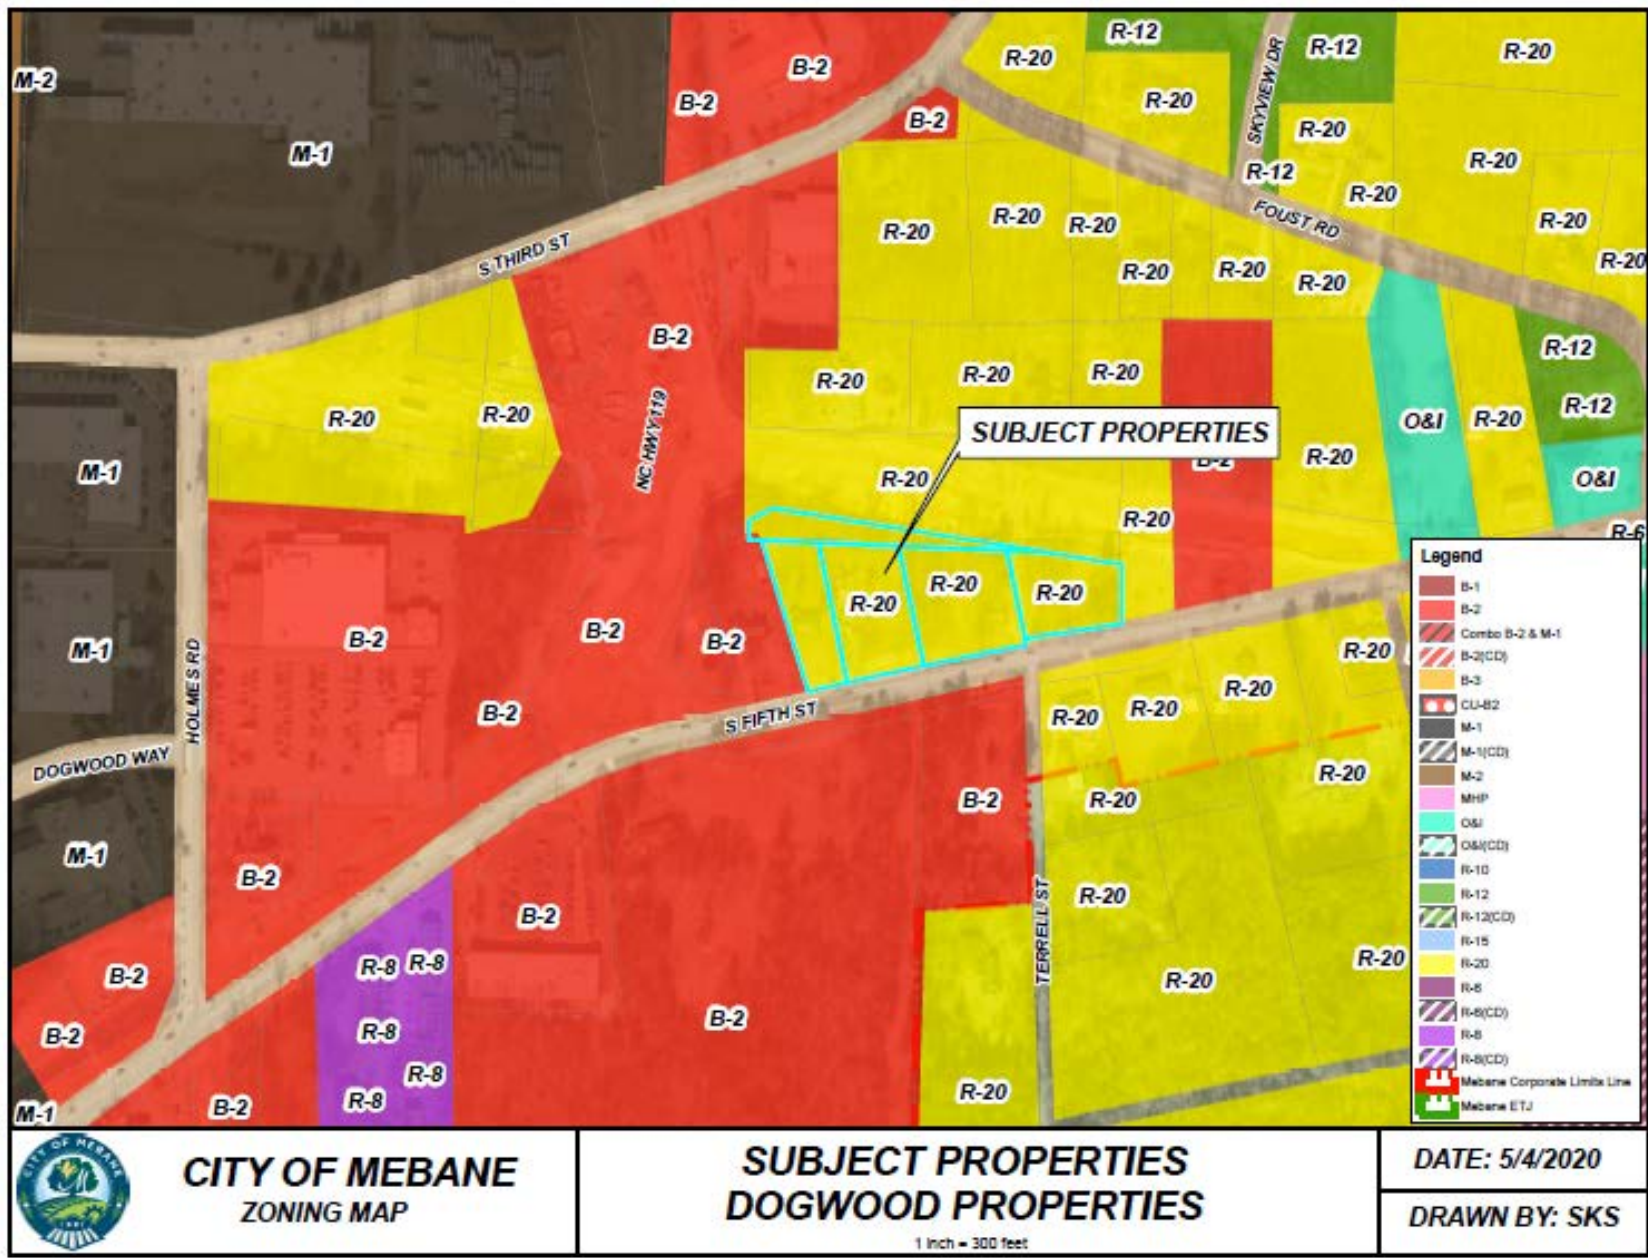 M-2
M-1
B-2
B-2
B-2
R-20
R-12
SKYVIEW DR
R-12
R-20
R-20
R-20
R-20
R-12
R-20
R-20
FOUST RD
R-20
R-20
S THIRD ST
R-20
R-20
R-20
R-20
R-20
R-20
B-2
NC HWY 119
R-20
R-20
R-20
R-12
R-12
R-20
R-20
O&I
R-20
O&I
SUBJECT PROPERTIES
B-2
R-20
R-20
R-20
R-6
M-1
M-1
HOLMES RD
B-2
B-2
B-2
B-2
R-20
R-20
R-20
S FIFTH ST
R-20
R-20
R-20
R-20
DOGWOOD WAY
M-1
B-2
R-20
R-20
B-2
B-2
R-20
TERRELL ST
R-8
R-8
R-20
R-20
B-2
B-2
R-8
B-2
R-8
R-8
R-20
M-1
B-2
Legend
B-1
B-2
Combo B-2 & M-1
B-2(CD)
B-3
CU-B2
M-1
M-1(CD)
M-2
MHP
O&I
O&I(CD)
R-10
R-12
R-12(CD)
R-15
R-20
R-6
R-6(CD)
R-8
R-8(CD)
Mebane Corporate Limits Line
Mebane ETJ
CITY OF MEBANE
1881
CITY OF MEBANE
ZONING MAP
SUBJECT PROPERTIES
DOGWOOD PROPERTIES
1 inch = 300 feet
DATE: 5/4/2020
DRAWN BY: SKS